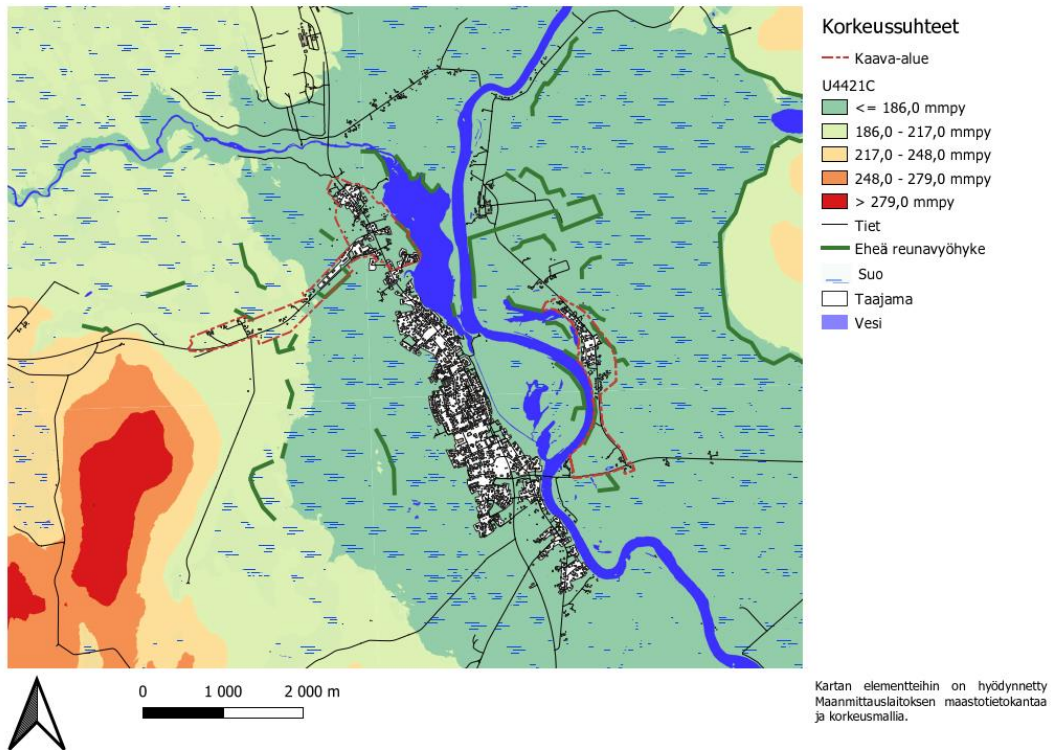 Korkeussuhteet
Kaava-alue
U4421C
<= 186,0 mmpy
186,0 - 217,0 mmpy
217,0 - 248,0 mmpy
248,0 - 279,0 mmpy
> 279,0 mmpy
Tiet
Eheä reunavyöhyke
Suo
Taajama
Vesi
0 1 000 2 000 m
Kartan elementteihin on hyödynnetty
Maanmittauslaitoksen maastotietokantaa
ja korkeusmallia.